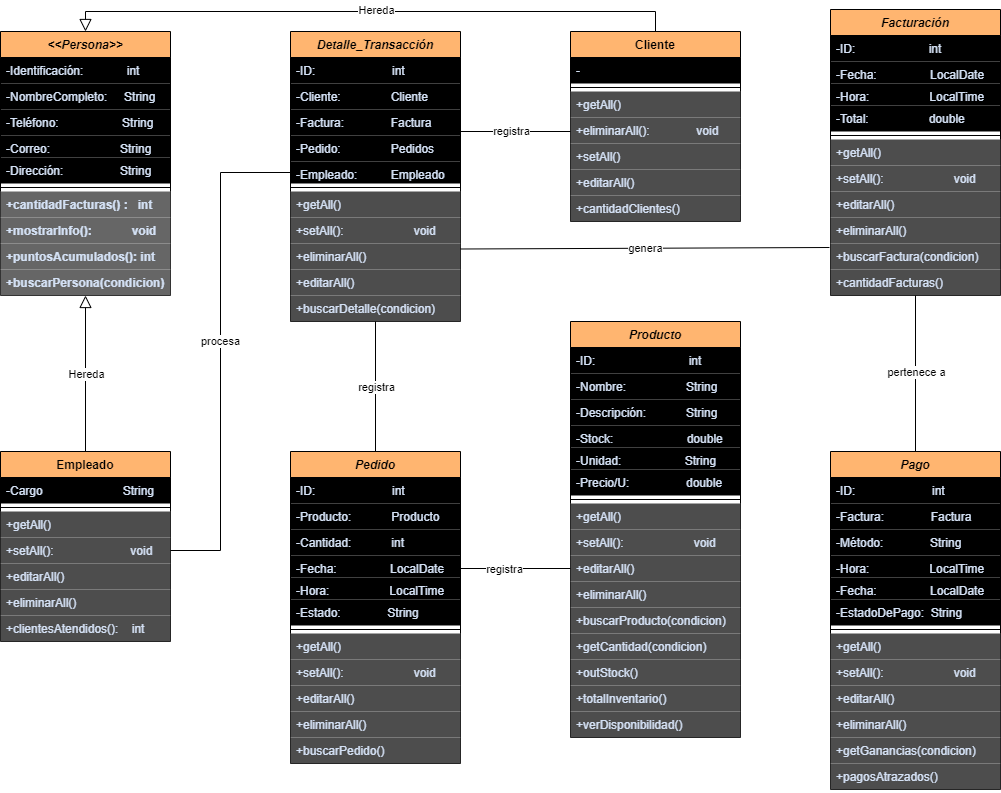 Hereda
<<Persona>>
-Identificación: int
-NombreCompleto: String
-Teléfono: String
-Correo: String
-Dirección: String
+cantidadFacturas() : int
+mostrarInfo(): void
+puntosAcumulados(): int
+buscarPersona(condicion)
Detalle_Transacción
-ID: int
-Cliente: Cliente
-Factura: Factura
-Pedido: Pedidos
-Empleado: Empleado
+getAll()
+setAll(): void
+eliminarAll()
+editarAll()
+buscarDetalle(condicion)
registra
Cliente
-
+getAll()
+eliminarAll(): void
+setAll()
+editarAll()
+cantidadClientes()
genera
Facturación
-ID: int
-Fecha: LocalDate
-Hora: LocalTime
-Total: double
+getAll()
+setAll(): void
+editarAll()
+eliminarAll()
+buscarFactura(condicion)
+cantidadFacturas()
procesa
Hereda
registra
pertenece a
Empleado
-Cargo String
+getAll()
+setAll(): void
+editarAll()
+eliminarAll()
+clientesAtendidos(): int
Pedido
-ID: int
-Producto: Producto
-Cantidad: int
-Fecha: LocalDate
-Hora: LocalTime
-Estado: String
+getAll()
+setAll(): void
+editarAll()
+eliminarAll()
+buscarPedido()
registra
Producto
-ID: int
-Nombre: String
-Descripción: String
-Stock: double
-Unidad: String
-Precio/U: double
+getAll()
+setAll(): void
+editarAll()
+eliminarAll()
+buscarProducto(condicion)
+getCantidad(condicion)
+outStock()
+totalInventario()
+verDisponibilidad()
Pago
-ID: int
-Factura: Factura
-Método: String
-Hora: LocalTime
-Fecha: LocalDate
-EstadoDePago: String
+getAll()
+setAll(): void
+editarAll()
+eliminarAll()
+getGanancias(condicion)
+pagosAtrazados()